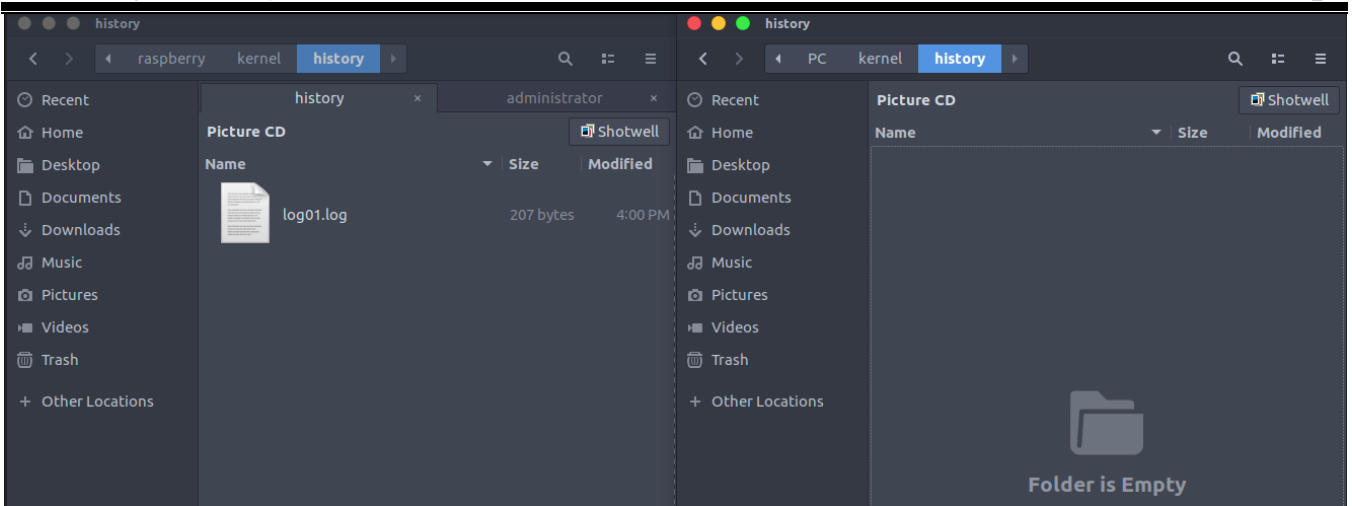 history
raspberry kernel history
Recent
Home
Desktop
Documents
Downloads
Music
Pictures
Videos
Trash
+ Other Locations
history × administrator ×
Picture CD Shotwell
Name Size Modified
log01.log 207 bytes 4:00 PM
history
PC kernel history
Recent
Home
Desktop
Documents
Downloads
Music
Pictures
Videos
Trash
+ Other Locations
Picture CD Shotwell
Name Size Modified
Folder is Empty